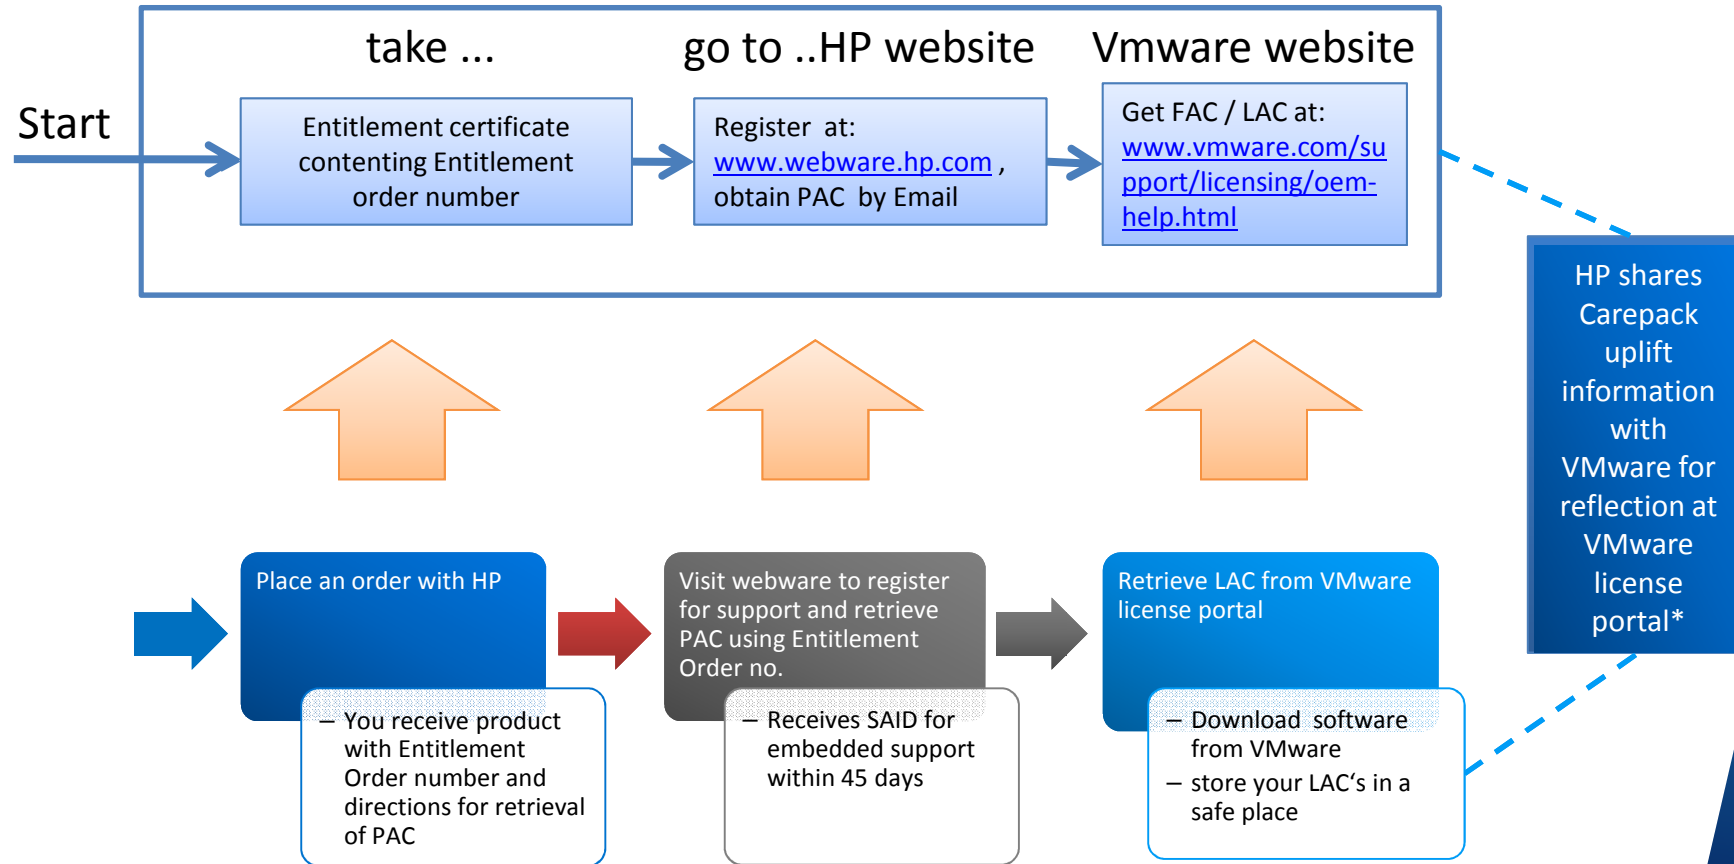 take ...
go to ..HP website
Vmware website
Start
Entitlement certificate
contenting Entitlement
order number
Register at:
www.webware.hp.com ,
obtain PAC by Email
Get FAC / LAC at:
www.vmware.com/su
pport/licensing/oem-
help.html
HP shares
Carepack
uplift
information
with
VMware for
reflection at
VMware
license
portal*
Place an order with HP
– You receive product
with Entitlement
Order number and
directions for retrieval
of PAC
Visit webware to register
for support and retrieve
PAC using Entitlement
Order no.
– Receives SAID for
embedded support
within 45 days
Retrieve LAC from VMware
license portal
– Download software
from VMware
– store your LAC‘s in a
safe place